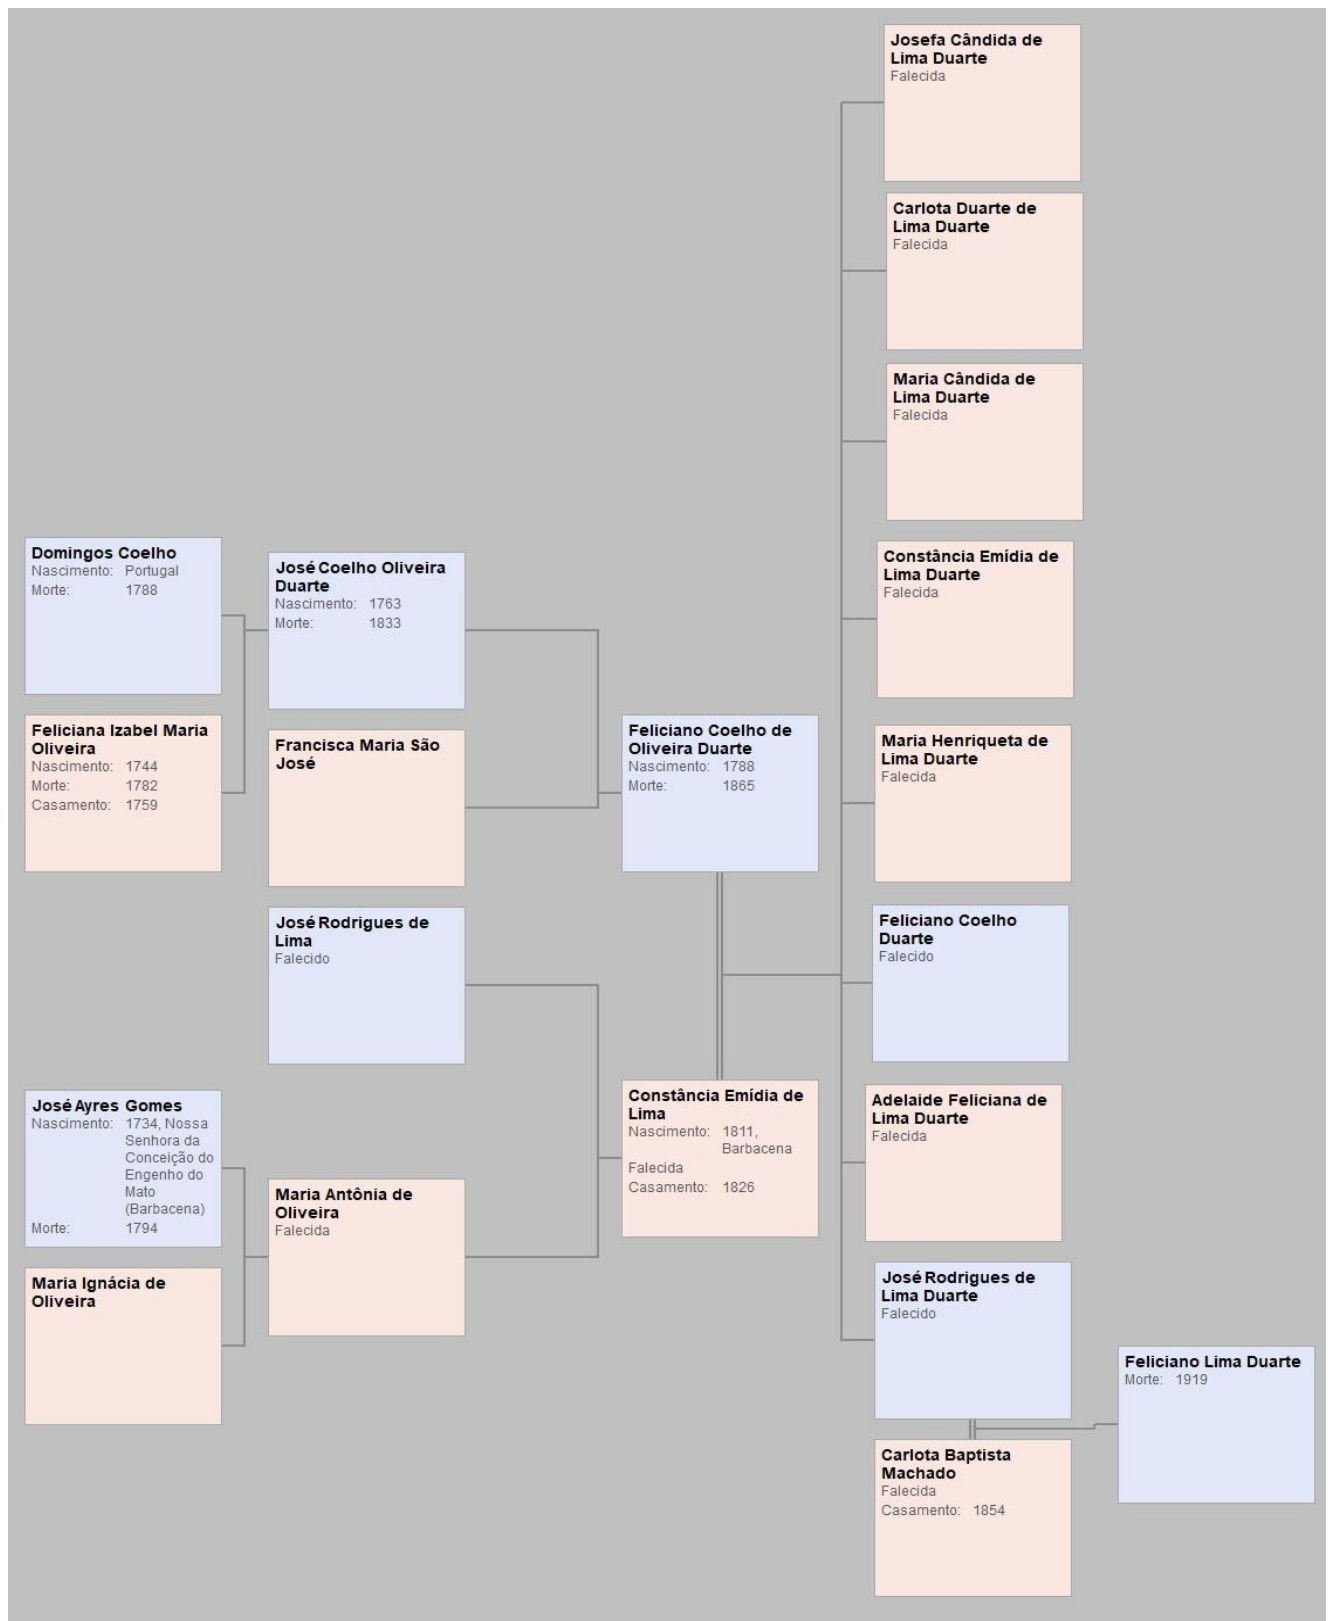 Josefa Cândida de
Lima Duarte
Falecida
Carlota Duarte de
Lima Duarte
Falecida
Maria Cândida de
Lima Duarte
Falecida
Domingos Coelho
Nascimento: Portugal
Morte: 1788
José Coelho Oliveira
Duarte
Nascimento: 1763
Morte: 1833
Constância Emídia de
Lima Duarte
Falecida
Feliciana Izabel Maria
Oliveira
Nascimento: 1744
Morte: 1782
Casamento: 1759
Francisca Maria São
José
Feliciano Coelho de
Oliveira Duarte
Nascimento: 1788
Morte: 1865
Maria Henriqueta de
Lima Duarte
Falecida
José Rodrigues de
Lima
Falecido
Feliciano Coelho
Duarte
Falecido
José Ayres Gomes
Nascimento: 1734, Nossa
Senhora da
Conceição do
Engenho do
Mato
(Barbacena)
Morte: 1794
Maria Antônia de
Oliveira
Falecida
Constância Emídia de
Lima
Nascimento: 1811,
Barbacena
Falecida
Casamento: 1826
Adelaide Feliciana de
Lima Duarte
Falecida
Maria Ignácia de
Oliveira
José Rodrigues de
Lima Duarte
Falecido
Feliciano Lima Duarte
Morte: 1919
Carlota Baptista
Machado
Falecida
Casamento: 1854